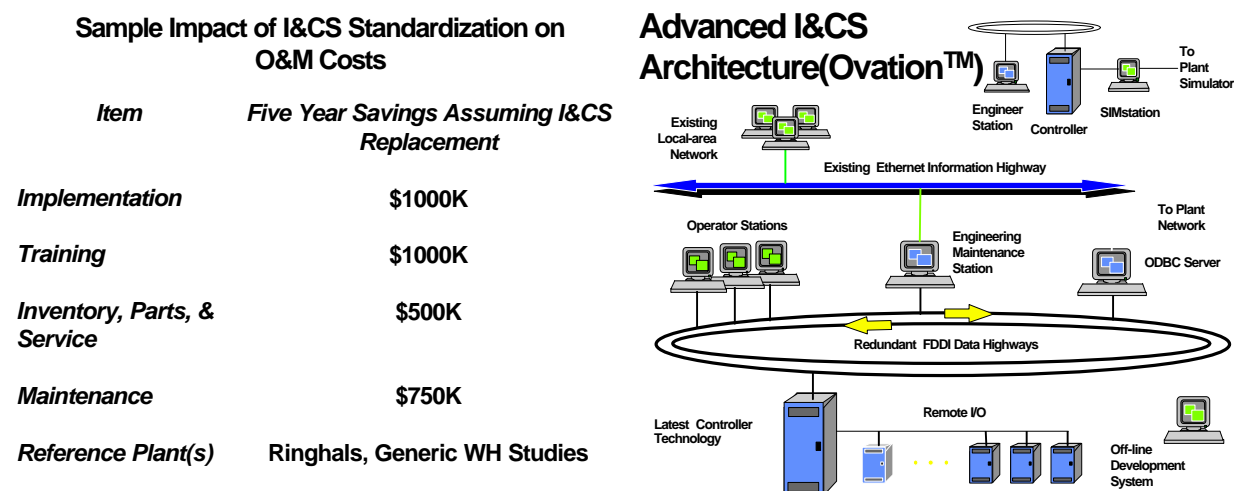 Sample Impact of I&CS Standardization on
O&M Costs
Item
Five Year Savings Assuming I&CS
Replacement
Implementation
$1000K
Training
$1000K
Inventory, Parts, &
Service
$500K
Maintenance
$750K
Reference Plant(s)
Ringhals, Generic WH Studies
Advanced I&CS
Architecture(Ovation™)
Engineer
Station
Controller
SIMstation
To
Plant
Simulator
Existing
Local-area
Network
Existing Ethernet Information Highway
Operator Stations
Engineering
Maintenance
Station
To Plant
Network
ODBC Server
Redundant FDDI Data Highways
Latest Controller
Technology
Remote I/O
Off-line
Development
System